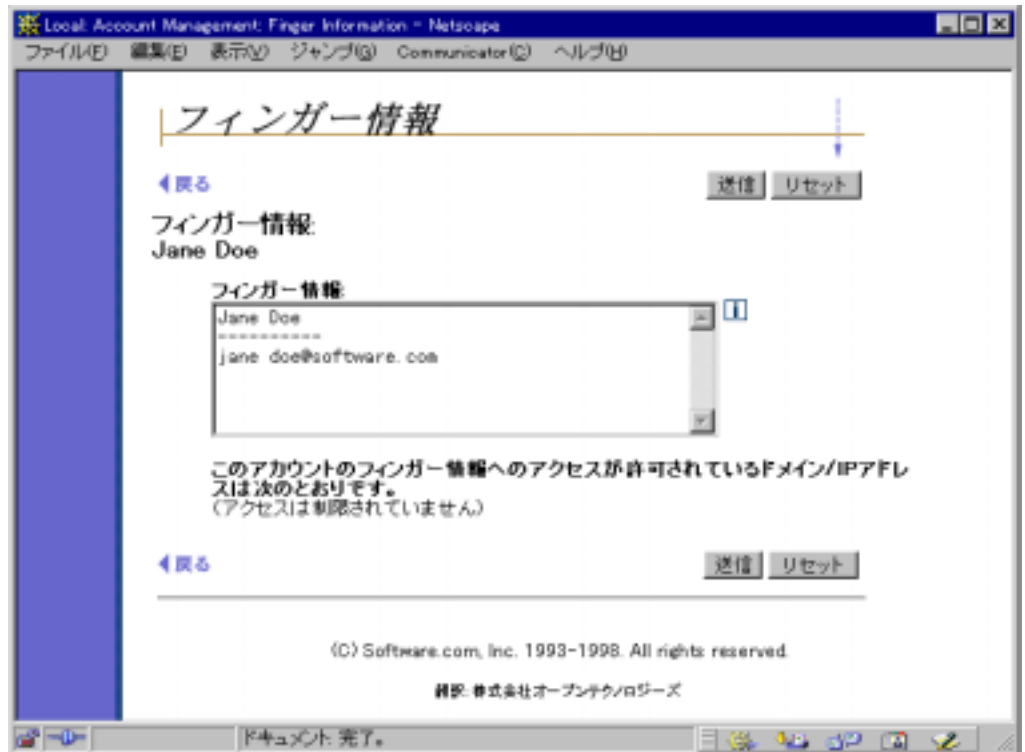 Local: Account Management: Finger Information - Netscape
ファイル(F) 編集(E) 表示(V) ジャンプ(G) Communicator(C) ヘルプ(H)
フィンガー情報
戻る 送信 リセット
フィンガー情報:
Jane Doe
フィンガー情報:
Jane Doe
----------
jane doe@software.com
このアカウントのフィンガー情報へのアクセスが許可されているドメイン/IPアドレ
スは次のとおりです。
(アクセスは制限されていません)
戻る 送信 リセット
(C) Software.com, Inc. 1993-1998. All rights reserved.
翻訳: 株式会社オープンテクノロジーズ
ドキュメント: 完了。